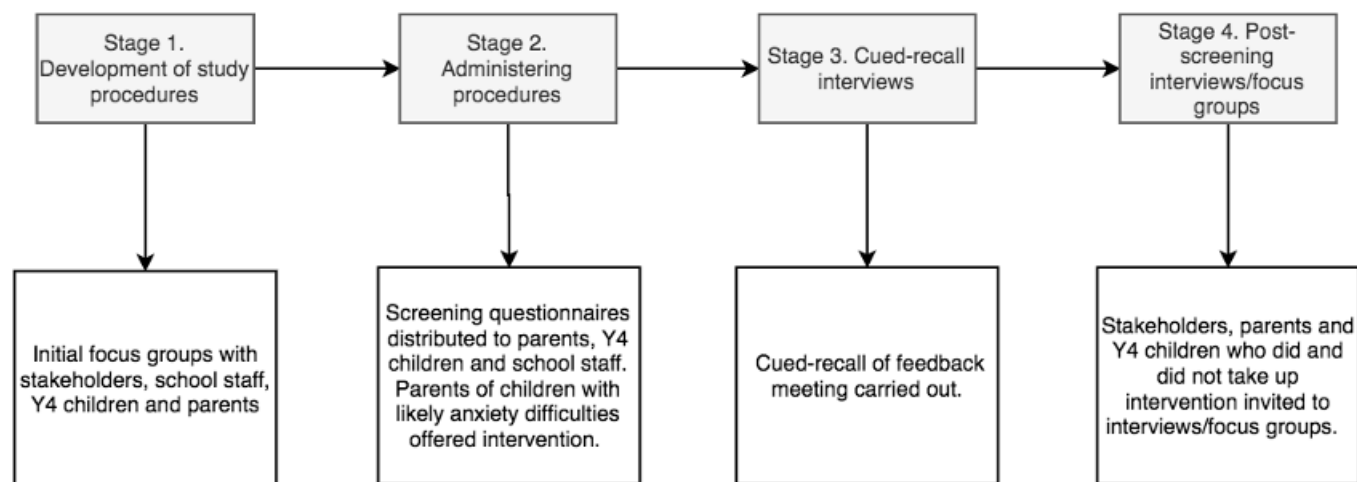 Stage 1.
Development of study
procedures
Stage 2.
Administering
procedures
Stage 3. Cued-recall
interviews
Stage 4. Post-
screening
interviews/focus
groups
Initial focus groups with
stakeholders, school staff,
Y4 children and parents
Screening questionnaires
distributed to parents, Y4
children and school staff.
Parents of children with
likely anxiety difficulties
offered intervention.
Cued-recall of feedback
meeting carried out.
Stakeholders, parents and
Y4 children who did and
did not take up
intervention invited to
interviews/focus groups.